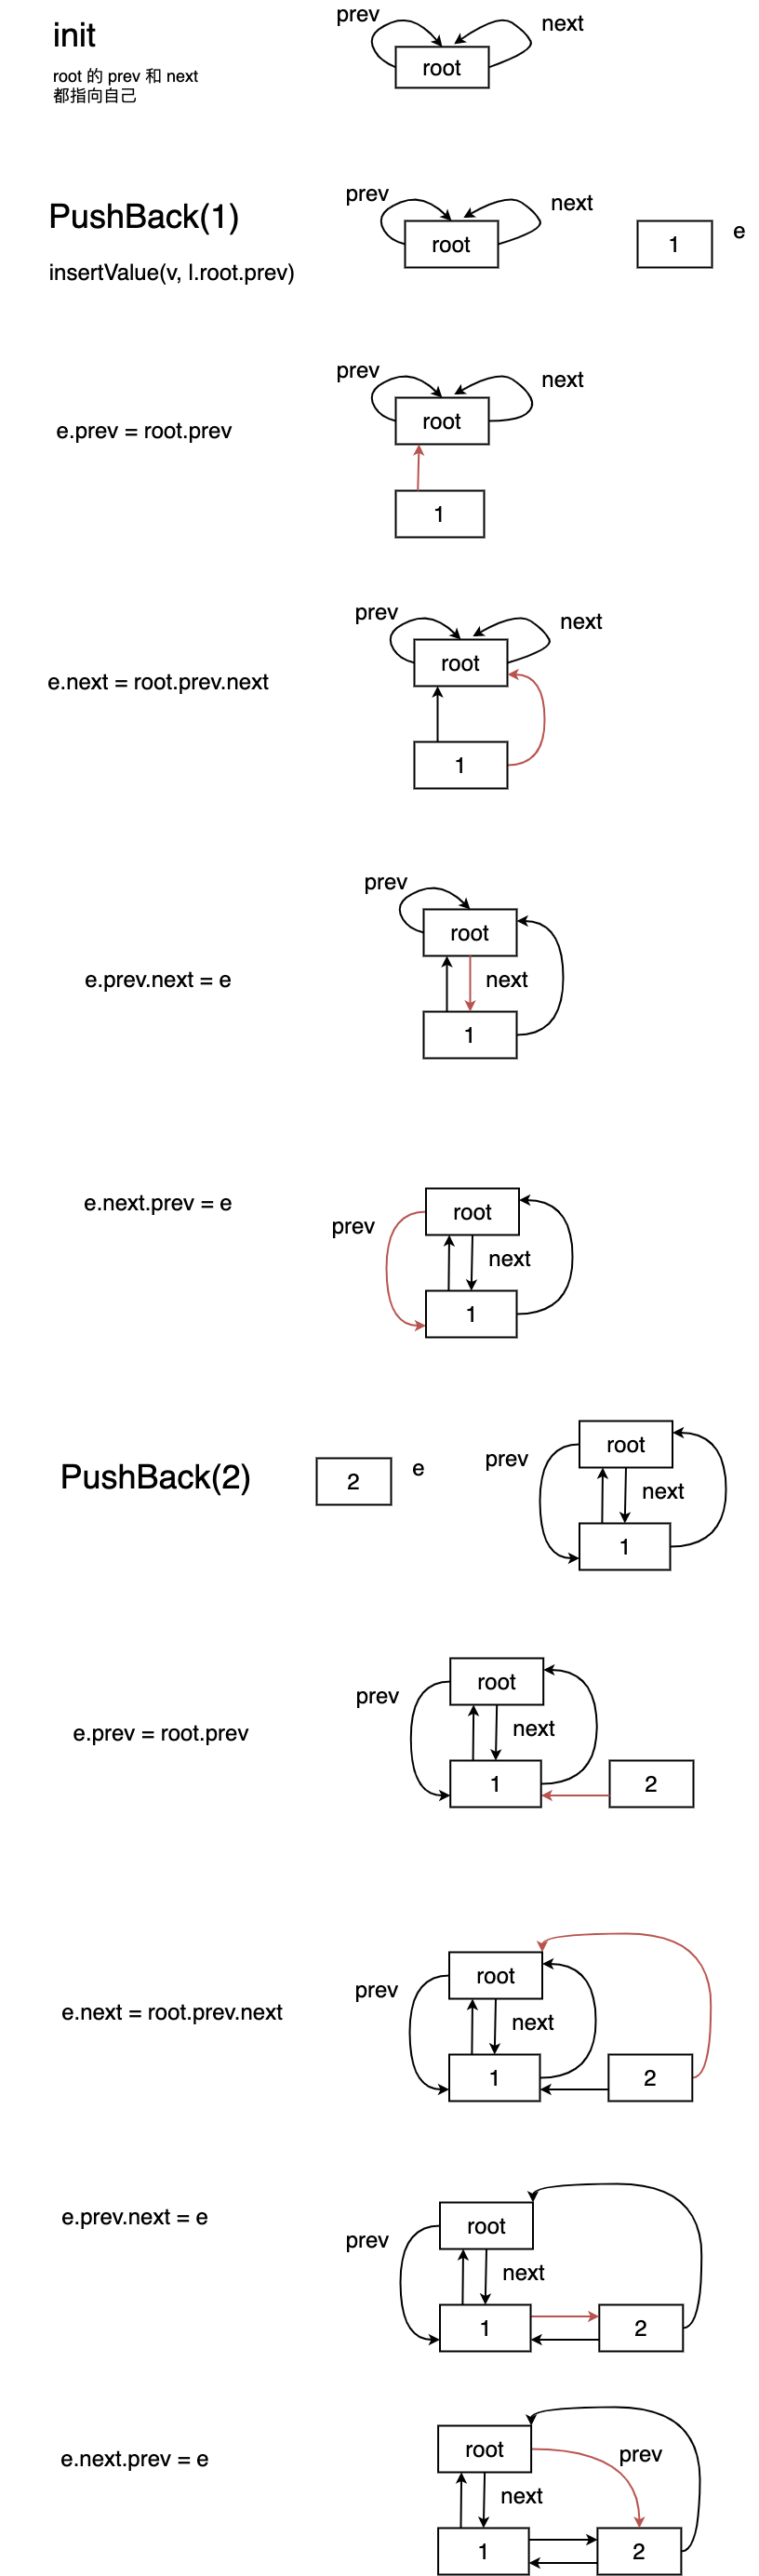 init
root 的 prev 和 next
都指向自己
prev
next
root
PushBack(1)
insertValue(v, l.root.prev)
prev
next
root
1
e
e.prev = root.prev
prev
next
root
1
e.next = root.prev.next
prev
next
root
1
e.prev.next = e
prev
root
next
1
e.next.prev = e
prev
root
next
1
PushBack(2)
2
e
prev
root
next
1
e.prev = root.prev
prev
root
next
1
2
e.next = root.prev.next
prev
root
next
1
2
e.prev.next = e
prev
root
next
1
2
e.next.prev = e
root
prev
next
1
2